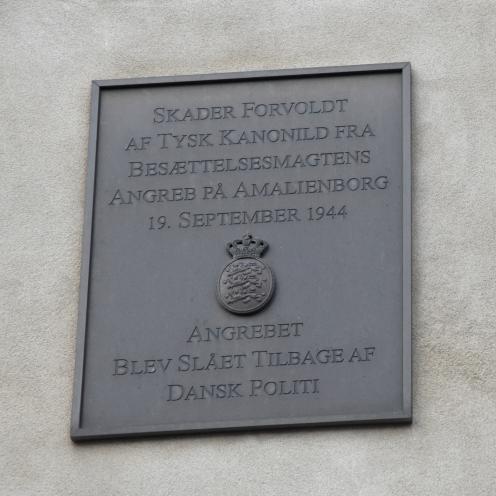 SKADER FORVOLDT
AF TYSK KANONILD FRA
BESÆTTELSESMAGTENS
ANGREB PÅ AMALIENBORG
19. SEPTEMBER 1944
ANGREBET
BLEV SLÅET TILBAGE AF
DANSK POLITI